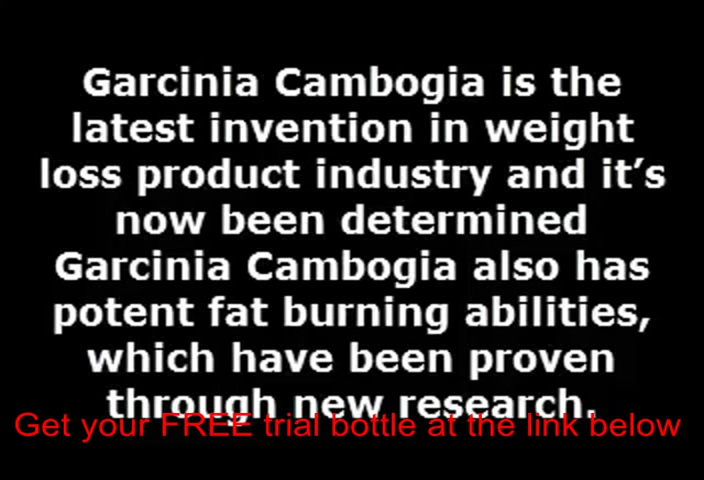 Garcinia Cambogia is the
latest invention in weight
loss product industry and it’s
now been determined
Garcinia Cambogia also has
potent fat burning abilities,
which have been proven
through new research.
Get your FREE trial bottle at the link below